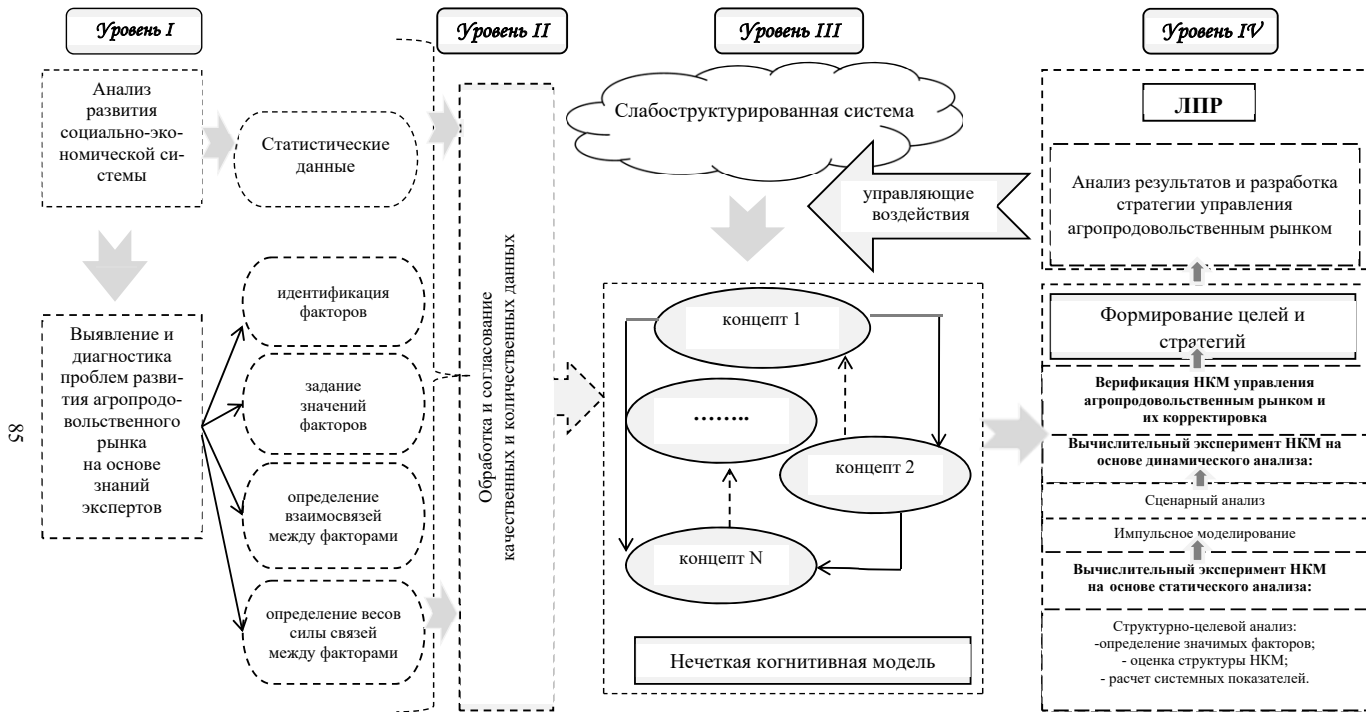 Уровень I
Уровень II
Уровень III
Уровень IV
Анализ
развития
социально-эко-
номической си-
стемы
Статистические
данные
Выявление и
диагностика
проблем разви-
тия агропродо-
вольственного
рынка
на основе
знаний
экспертов
идентификация
факторов
задание
значений
факторов
определение
взаимосвязей
между факторами
определение весов
силы связей
между факторами
Обработка и согласование
качественных и количественных данных
Слабоструктурированная система
управляющие
воздействия
концепт 1
........
концепт 2
концепт N
Нечеткая когнитивная модель
ЛПР
Анализ результатов и разработка
стратегии управления
агропродовольственным рынком
Формирование целей и
стратегий
Верификация НКМ управления
агропродовольственным рынком и
их корректировка
Вычислительный эксперимент НКМ на
основе динамического анализа:
Сценарный анализ
Импульсное моделирование
Вычислительный эксперимент НКМ
на основе статического анализа:
Структурно-целевой анализ:
-определение значимых факторов;
- оценка структуры НКМ;
- расчет системных показателей.
85